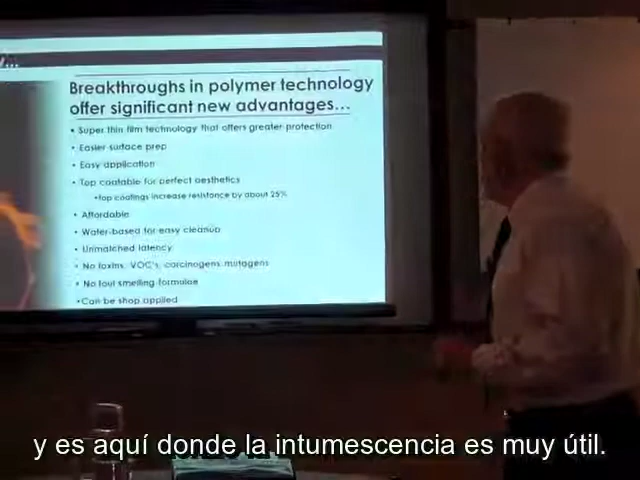 Breakthroughs in polymer technology
offer significant new advantages…
• Super thin film technology that offers greater protection
• Easier surface prep
• Easy application
• Top coatable for perfect aesthetics
•Top coatings increase resistance by about 25%
• Affordable
• Water-based for easy cleanup
• Unmatched latency
• No toxins, VOC's, carcinogens, mutagens
• No foul smelling formulae
•Can be shop applied
y es aquí donde la intumescencia es muy útil.